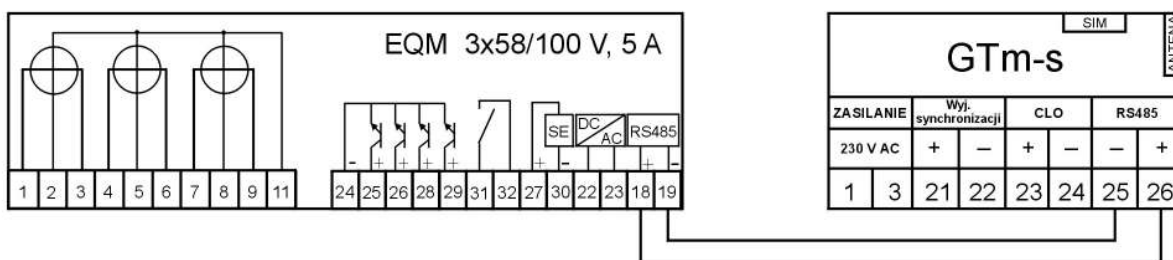 EQM 3x58/100 V, 5 A
SE
DC
AC
RS485
- + + + + + - + -
1 2 3 4 5 6 7 8 9 11
24 25 26 28 29 31 32 27 30 22 23 18 19
SIM
ANTENA
GTm-s
ZASILANIE
Wyj.
synchronizacji
CLO
RS485
230 V AC + – + – – +
1 3 21 22 23 24 25 26